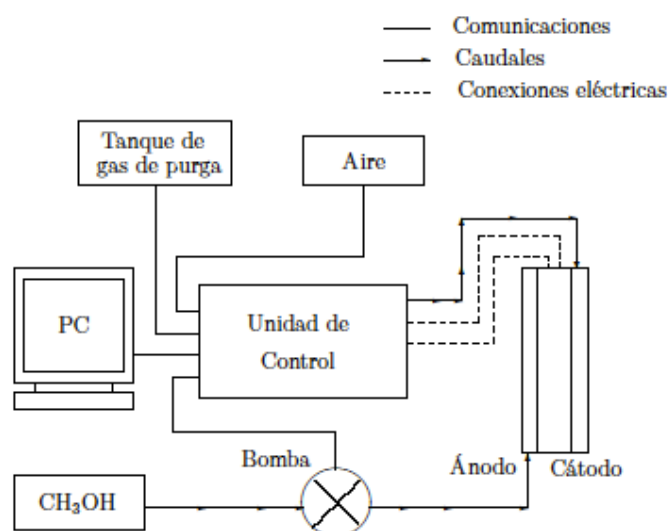 Comunicaciones
Caudales
Conexiones eléctricas
Tanque de
gas de purga
Aire
PC
Unidad de
Control
Bomba
Ánodo
Cátodo
CH₃OH